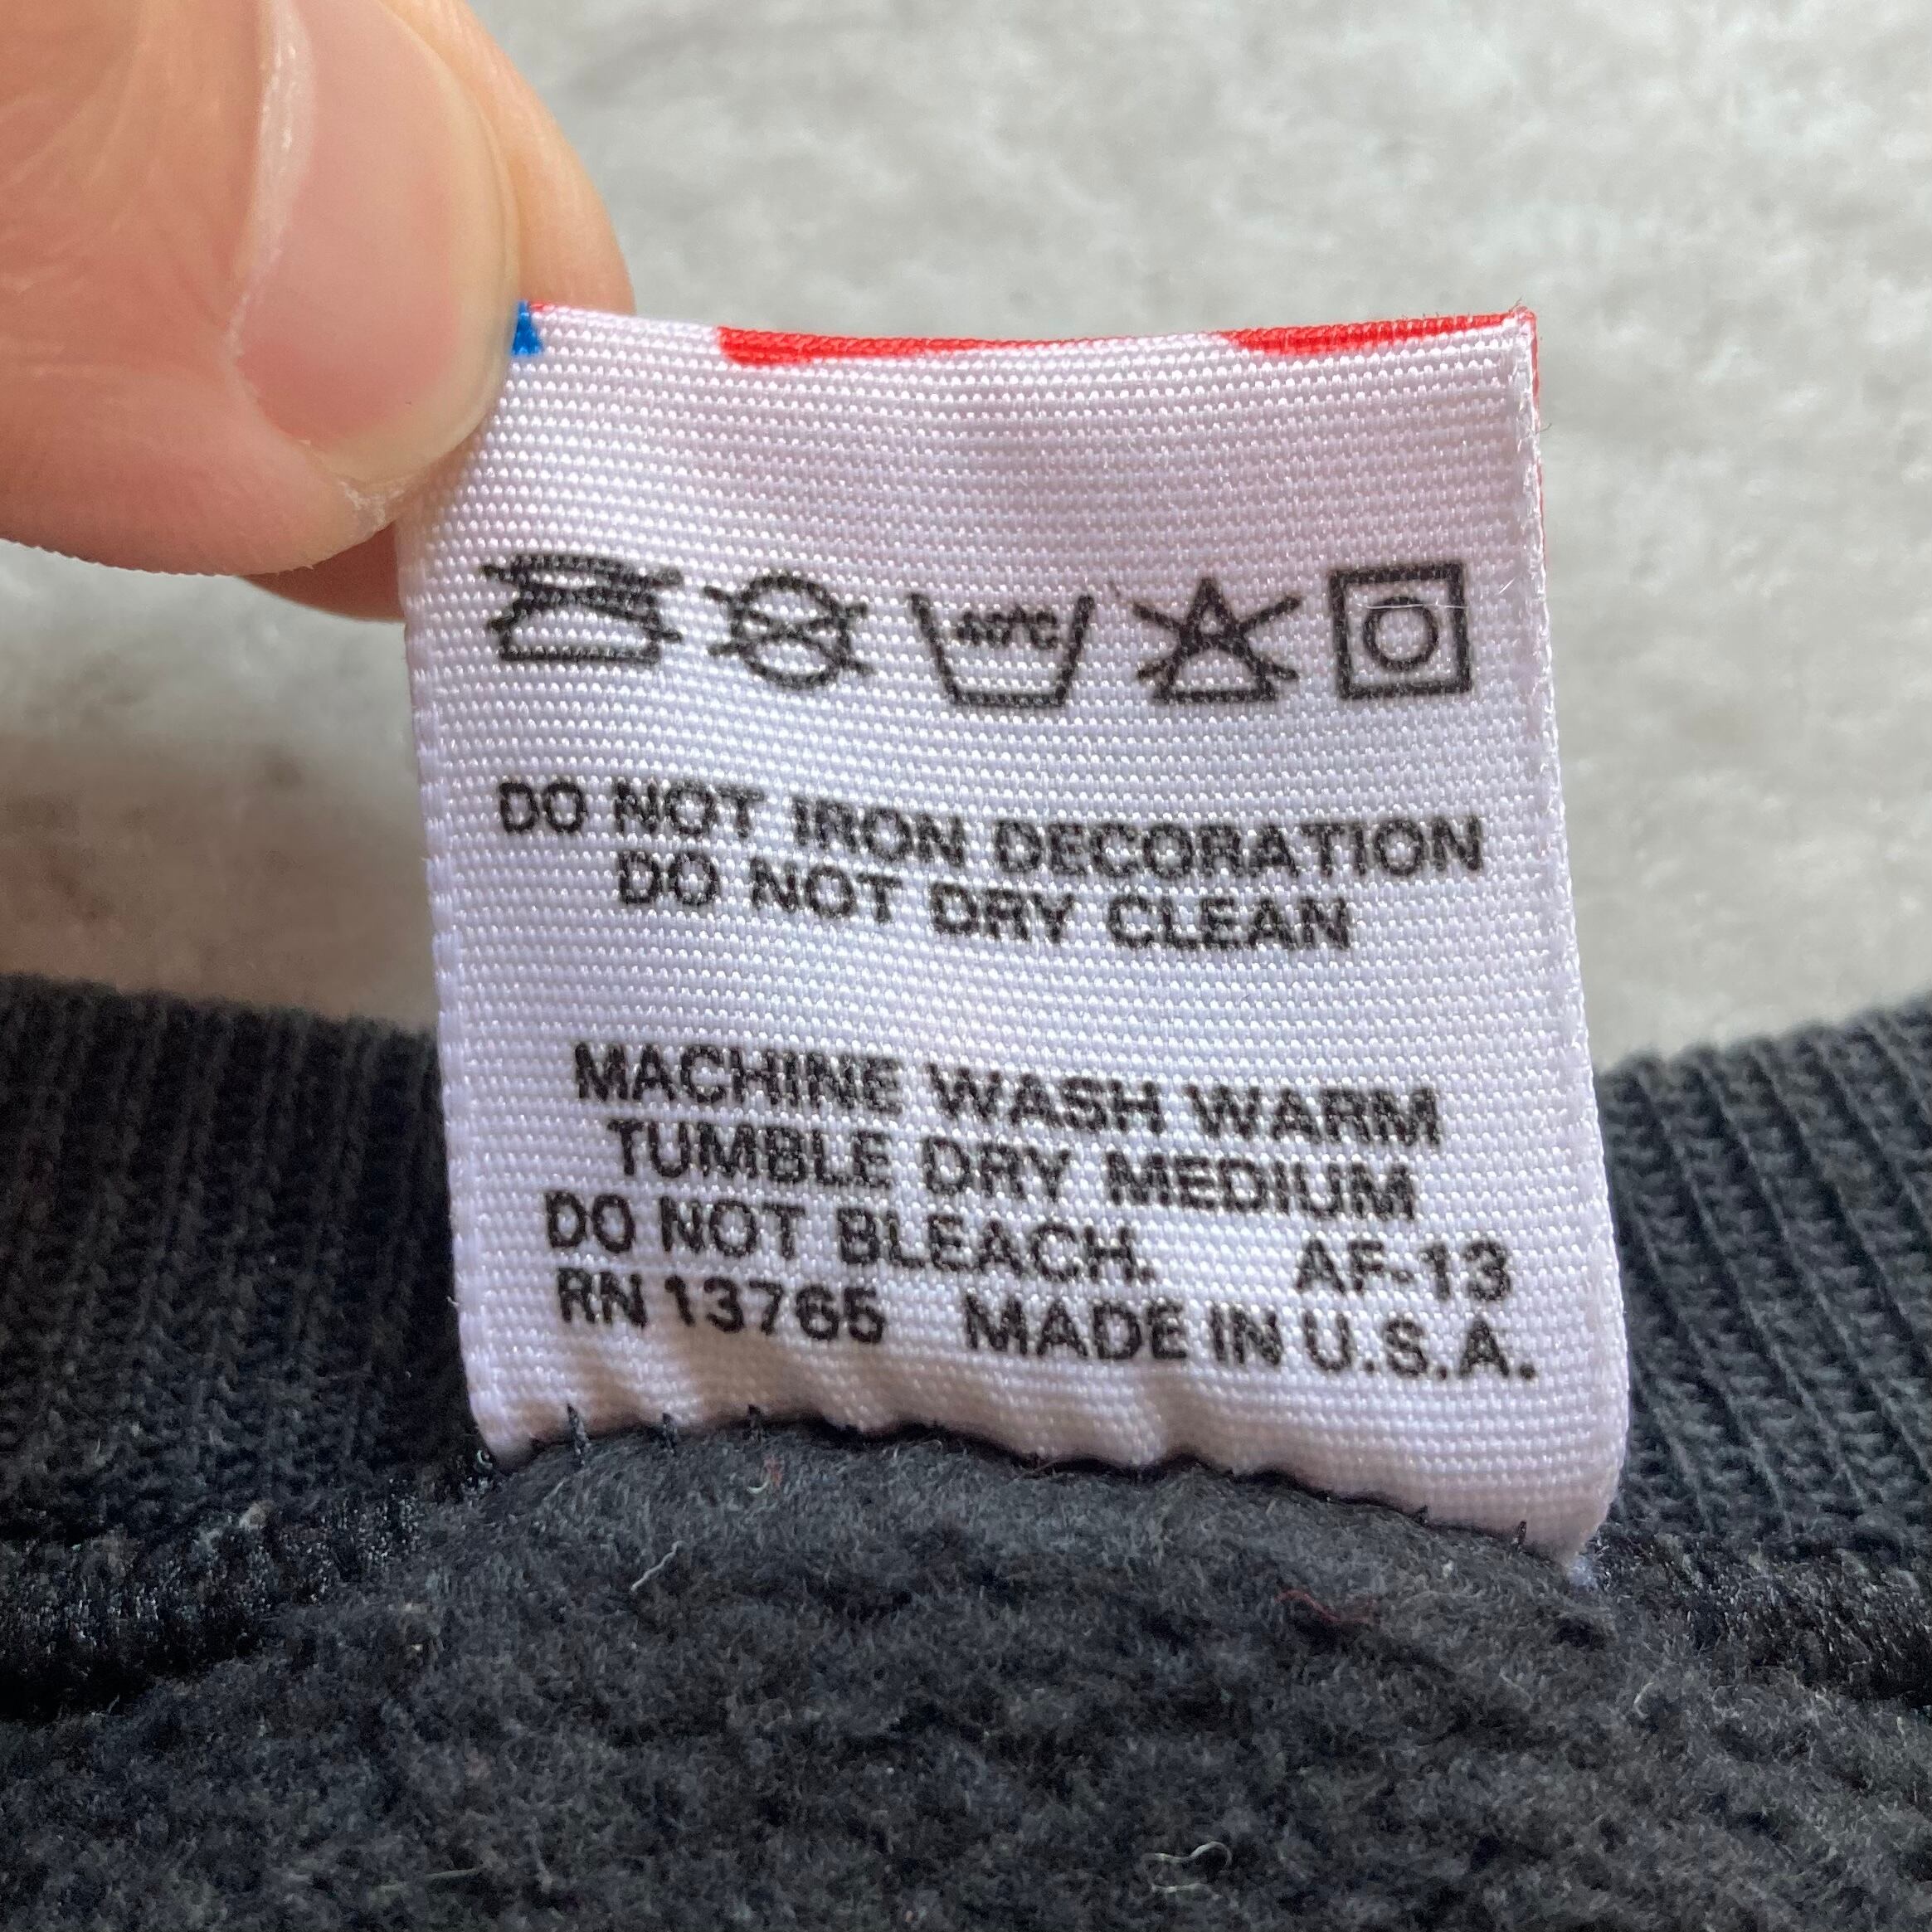 40°C
DO NOT IRON DECORATION
DO NOT DRY CLEAN
MACHINE WASH WARM
TUMBLE DRY MEDIUM
DO NOT BLEACH. AF-13
RN 13765 MADE IN U.S.A.